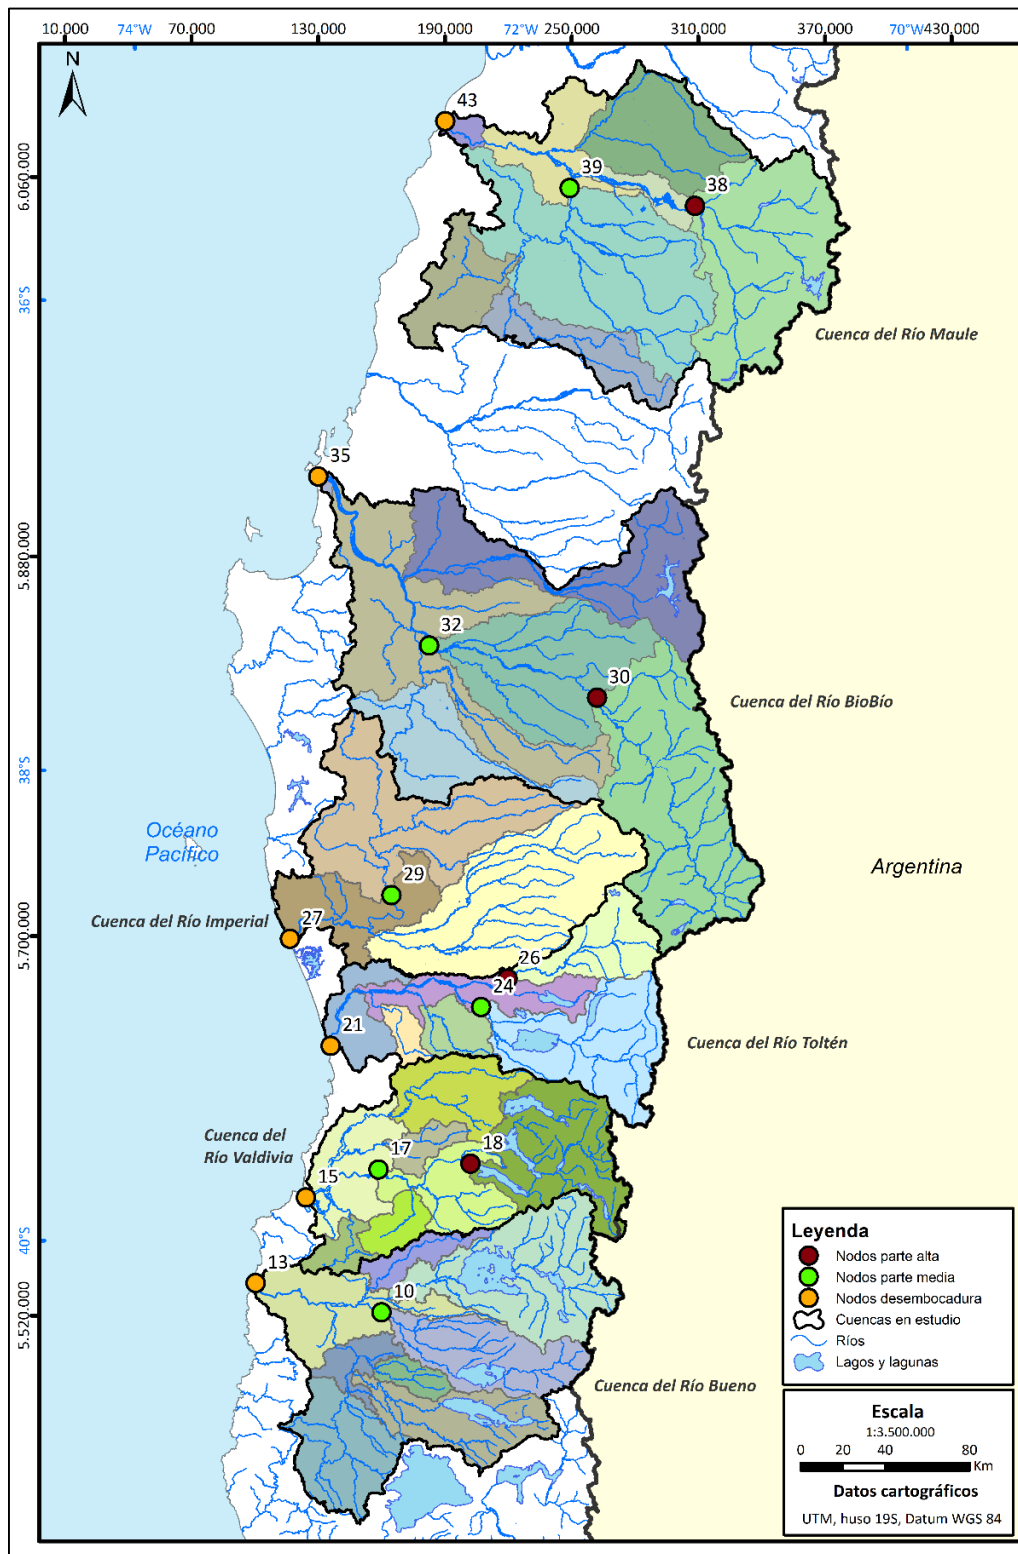 10.000 74°W 70.000 130.000 190.000 72°W 250.000 310.000 370.000 70°W 430.000
N
43
6.060.000
39
38
36°S
Cuenca del Río Maule
35
5.880.000
32
30
Cuenca del Río BioBío
38°S
Océano
Pacífico
Argentina
29
Cuenca del Río Imperial
27
5.700.000
26
24
21
Cuenca del Río Toltén
Cuenca del
Río Valdivia
17
18
15
40°S
13
10
5.520.000
Cuenca del Río Bueno
Leyenda
Nodos parte alta
Nodos parte media
Nodos desembocadura
Cuencas en estudio
Ríos
Lagos y lagunas
Escala
1:3.500.000
0 20 40 80
Km
Datos cartográficos
UTM, huso 19S, Datum WGS 84